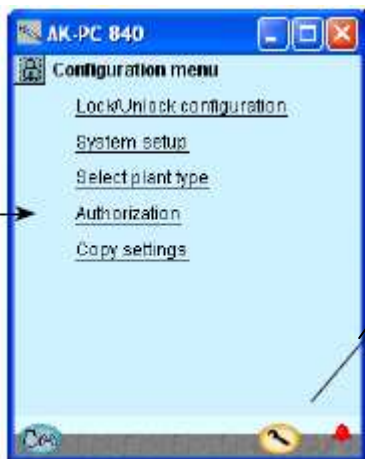 AK-PC 840
Configuration menu
Lock/Unlock configuration
System setup
Select plant type
Authorization
Copy settings